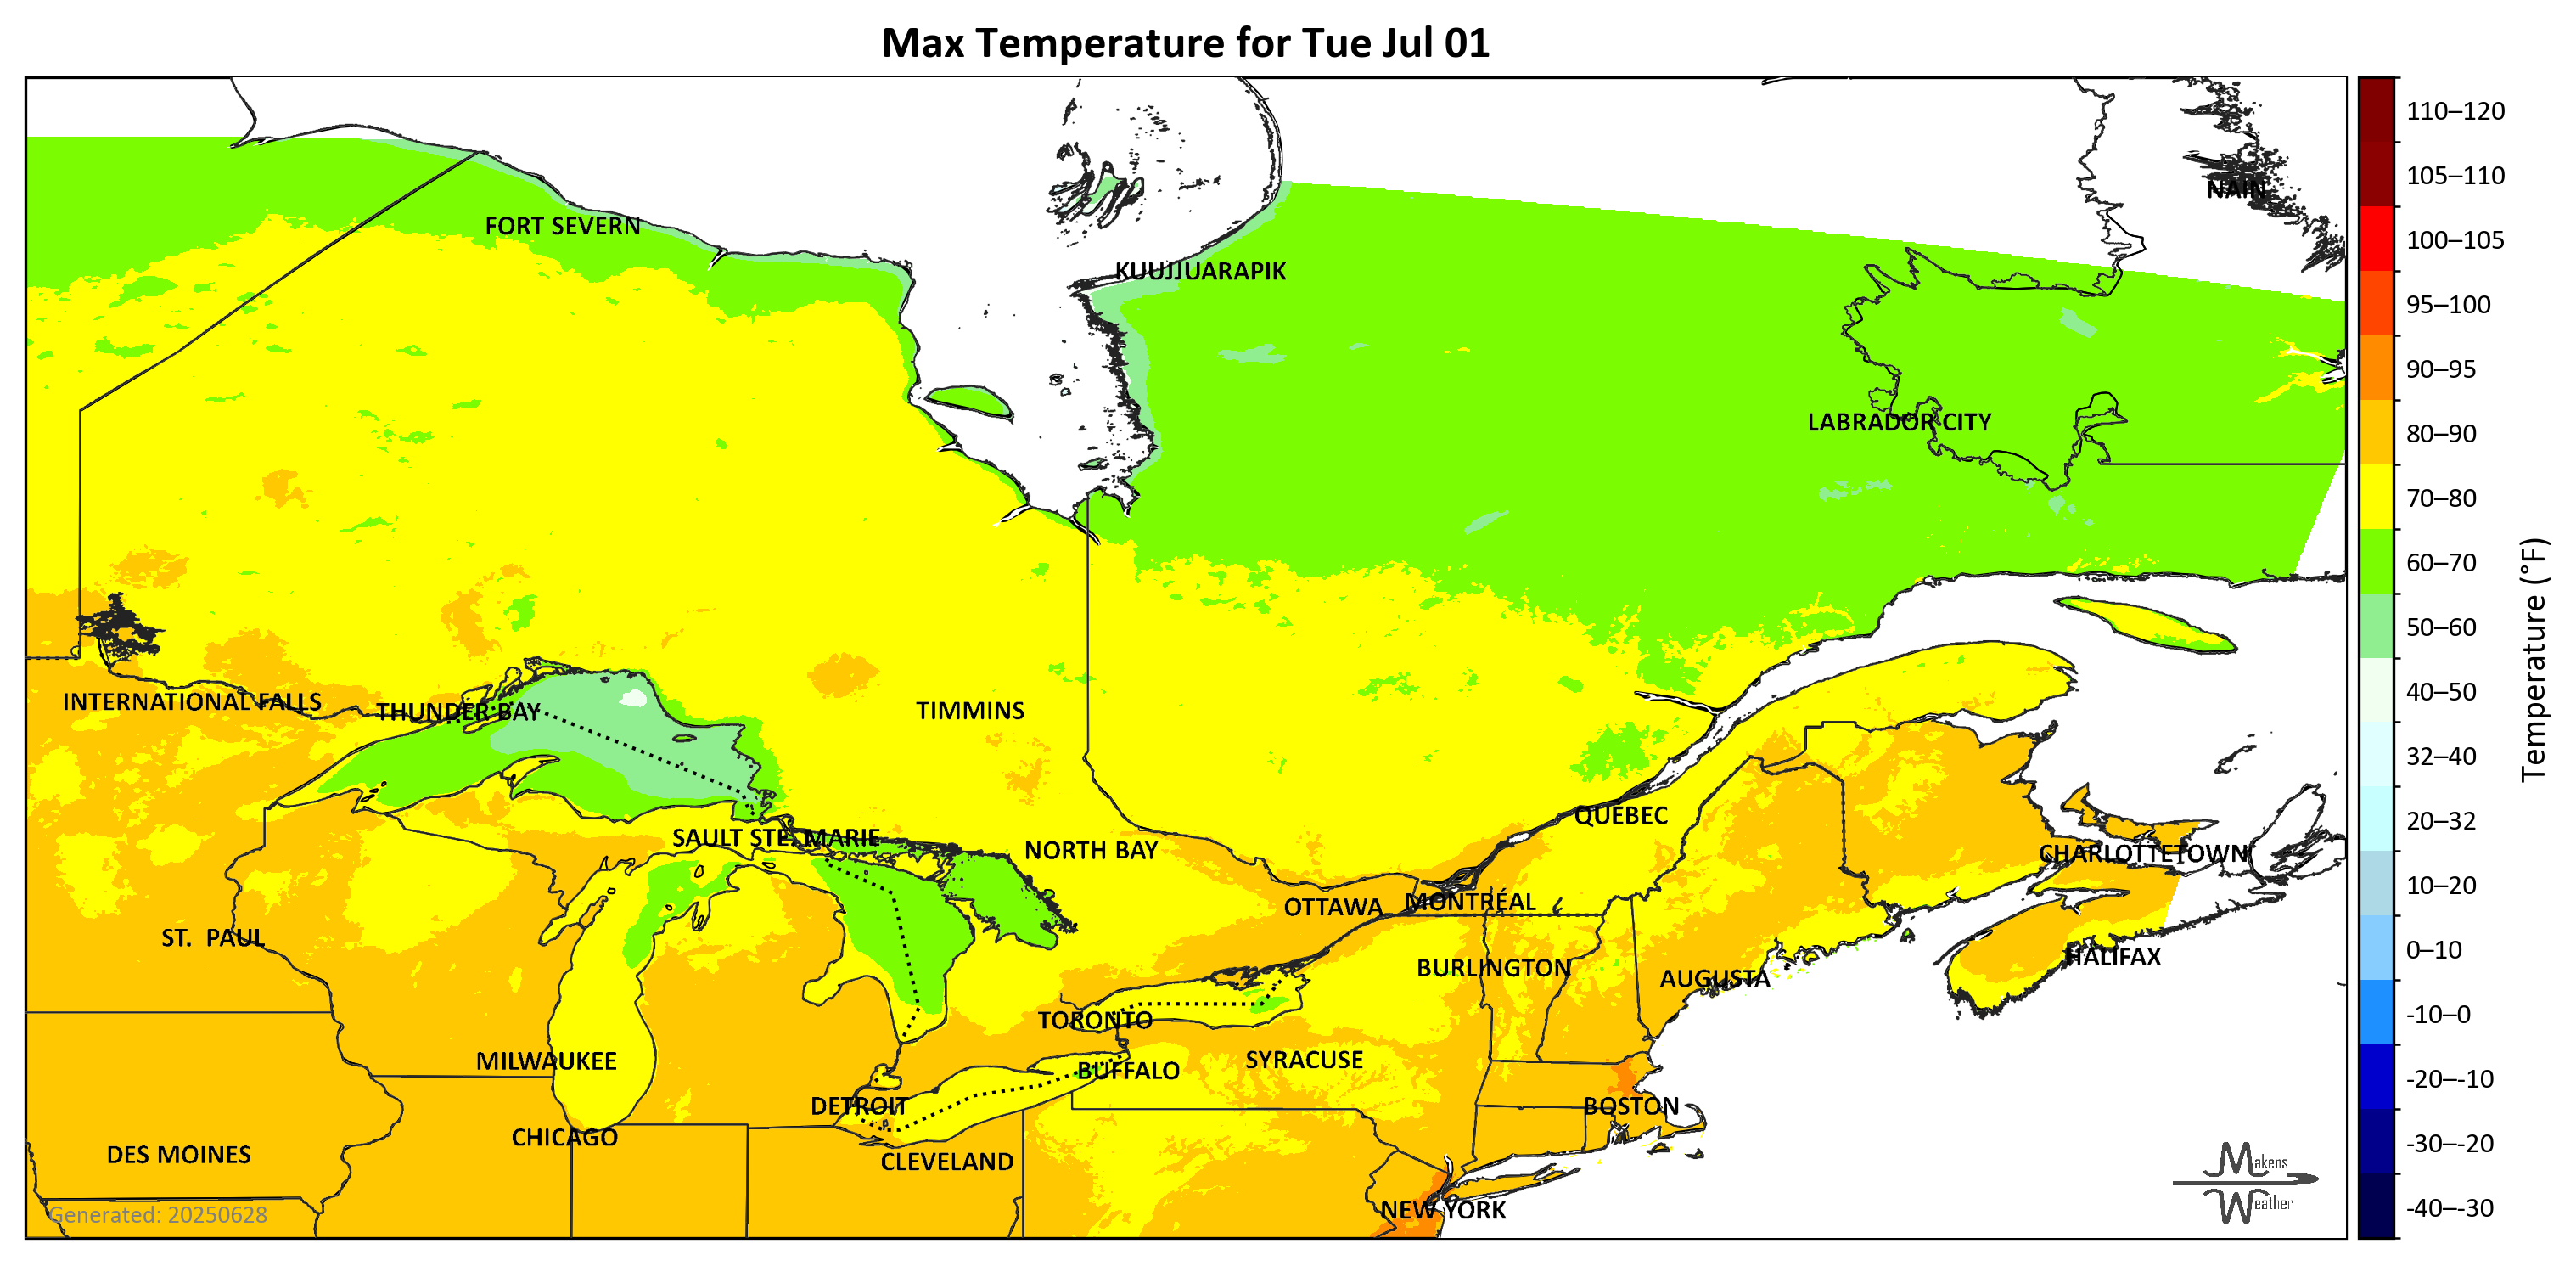 Max Temperature for Tue Jul 01
NAIN
FORT SEVERN
KUUJJUARAPIK
LABRADOR CITY
INTERNATIONAL FALLS
THUNDER BAY
TIMMINS
QUEBEC
SAULT STE. MARIE
NORTH BAY
CHARLOTTETOWN
OTTAWA
MONTRÉAL
ST. PAUL
HALIFAX
BURLINGTON
AUGUSTA
TORONTO
MILWAUKEE
SYRACUSE
BUFFALO
DETROIT
BOSTON
CHICAGO
DES MOINES
CLEVELAND
NEW YORK
Generated: 20250628
Makens
Weather
110–120
105–110
100–105
95–100
90–95
80–90
70–80
60–70
50–60
40–50
32–40
20–32
10–20
0–10
-10–0
-20–-10
-30–-20
-40–-30
Temperature (°F)